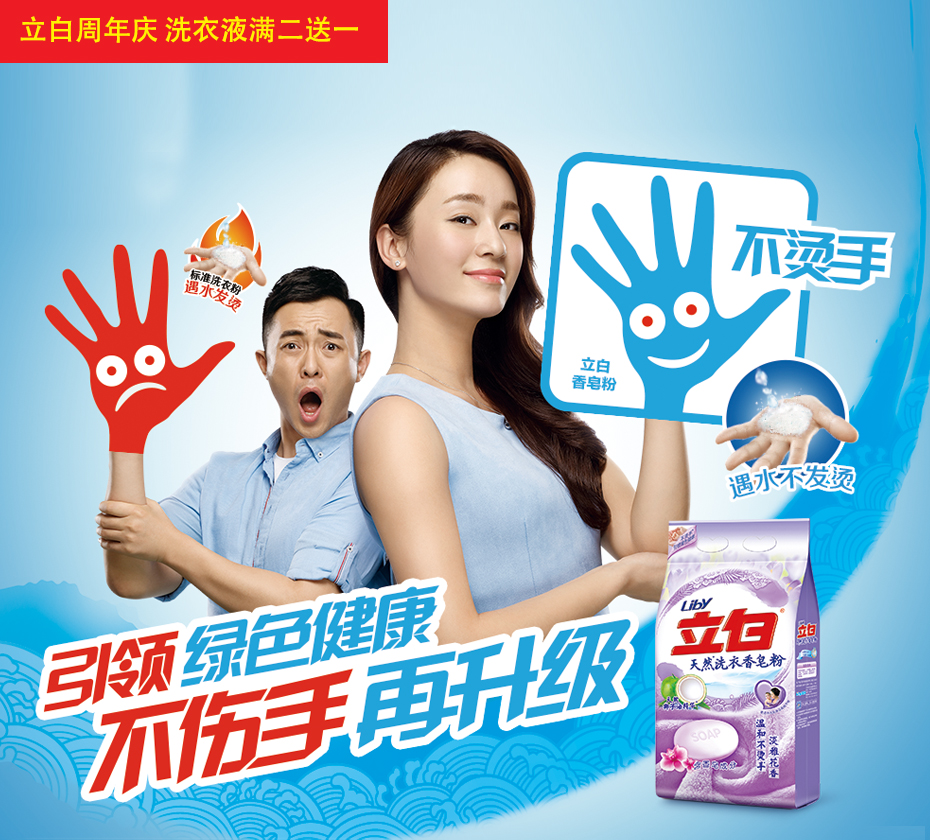 立白周年庆 洗衣液满二送一
标准洗衣粉
遇水发烫
不烫手
立白
香皂粉
遇水不发烫
引领绿色健康
不伤手再升级
Liby
立白
天然洗衣香皂粉
SOAP
温和不烫手
淡雅花香